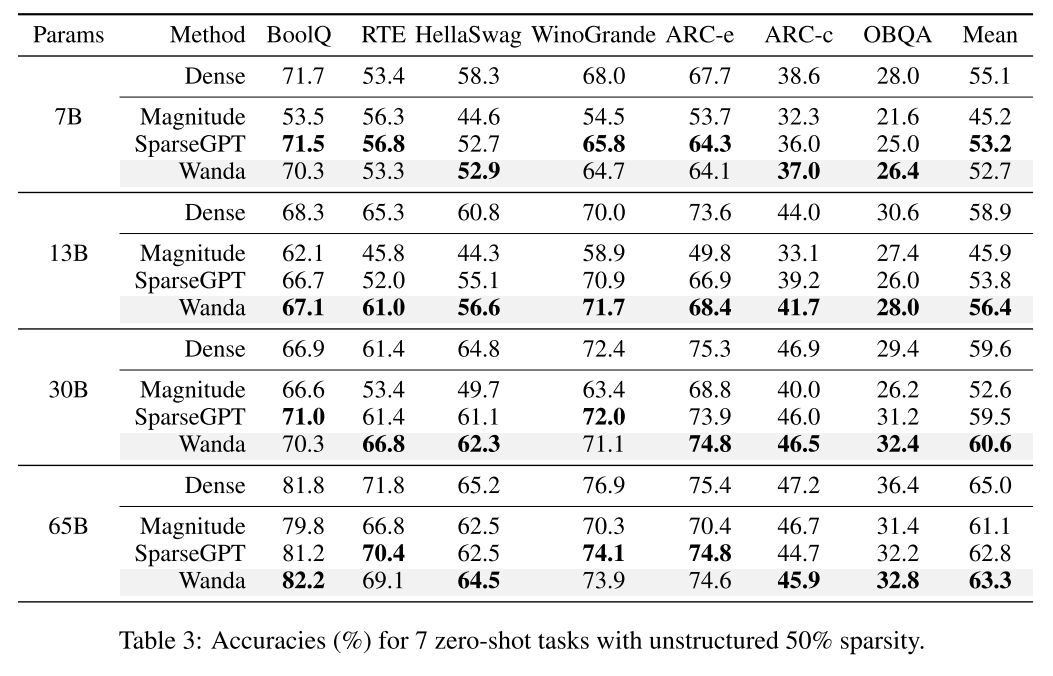 Params Method BoolQ RTE HellaSwag WinoGrande ARC-e ARC-c OBQA Mean
Dense 71.7 53.4 58.3 68.0 67.7 38.6 28.0 55.1
7B
Magnitude 53.5 56.3 44.6 54.5 53.7 32.3 21.6 45.2
SparseGPT 71.5 56.8 52.7 65.8 64.3 36.0 25.0 53.2
Wanda 70.3 53.3 52.9 64.7 64.1 37.0 26.4 52.7
Dense 68.3 65.3 60.8 70.0 73.6 44.0 30.6 58.9
13B
Magnitude 62.1 45.8 44.3 58.9 49.8 33.1 27.4 45.9
SparseGPT 66.7 52.0 55.1 70.9 66.9 39.2 26.0 53.8
Wanda 67.1 61.0 56.6 71.7 68.4 41.7 28.0 56.4
Dense 66.9 61.4 64.8 72.4 75.3 46.9 29.4 59.6
30B
Magnitude 66.6 53.4 49.7 63.4 68.8 40.0 26.2 52.6
SparseGPT 71.0 61.4 61.1 72.0 73.9 46.0 31.2 59.5
Wanda 70.3 66.8 62.3 71.1 74.8 46.5 32.4 60.6
Dense 81.8 71.8 65.2 76.9 75.4 47.2 36.4 65.0
65B
Magnitude 79.8 66.8 62.5 70.3 70.4 46.7 31.4 61.1
SparseGPT 81.2 70.4 62.5 74.1 74.8 44.7 32.2 62.8
Wanda 82.2 69.1 64.5 73.9 74.6 45.9 32.8 63.3
Table 3: Accuracies (%) for 7 zero-shot tasks with unstructured 50% sparsity.